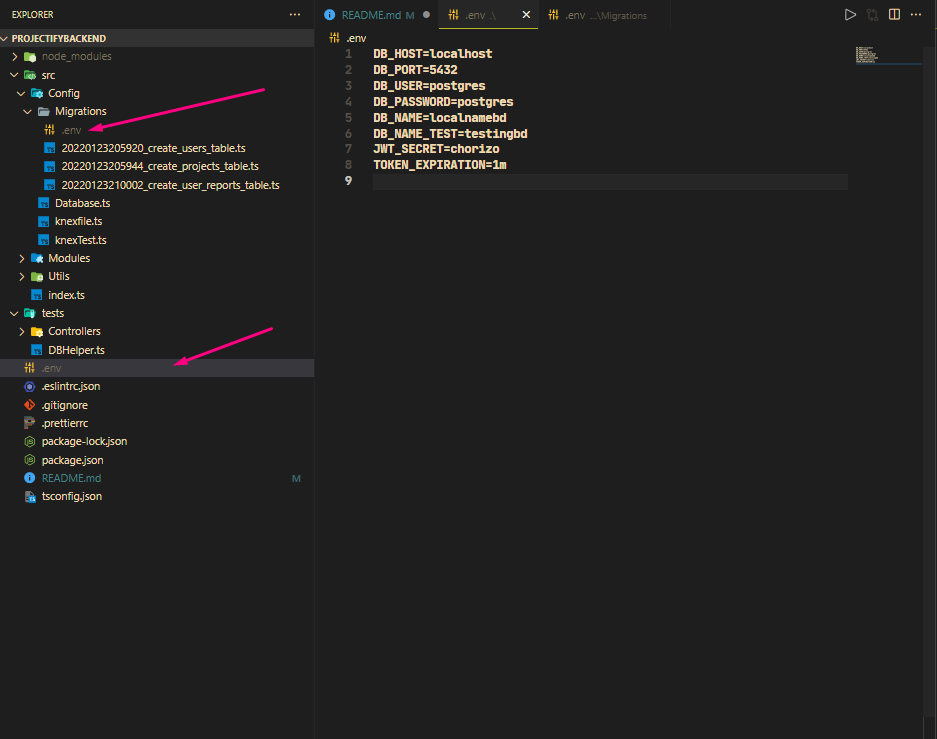 EXPLORER
PROJECTIFYBACKEND
node_modules
src
Config
Migrations
.env
20220123205920_create_users_table.ts
20220123205944_create_projects_table.ts
20220123210002_create_user_reports_table.ts
Database.ts
knexfile.ts
knexTest.ts
Modules
Utils
index.ts
tests
Controllers
DBHelper.ts
.env
.eslintrc.json
.gitignore
.prettierrc
package-lock.json
package.json
README.md M
tsconfig.json
README.md M
.env .\
.env ...\Migrations
.env
1 DB_HOST=localhost
2 DB_PORT=5432
3 DB_USER=postgres
4 DB_PASSWORD=postgres
5 DB_NAME=localnamebd
6 DB_NAME_TEST=testingbd
7 JWT_SECRET=chorizo
8 TOKEN_EXPIRATION=1m
9